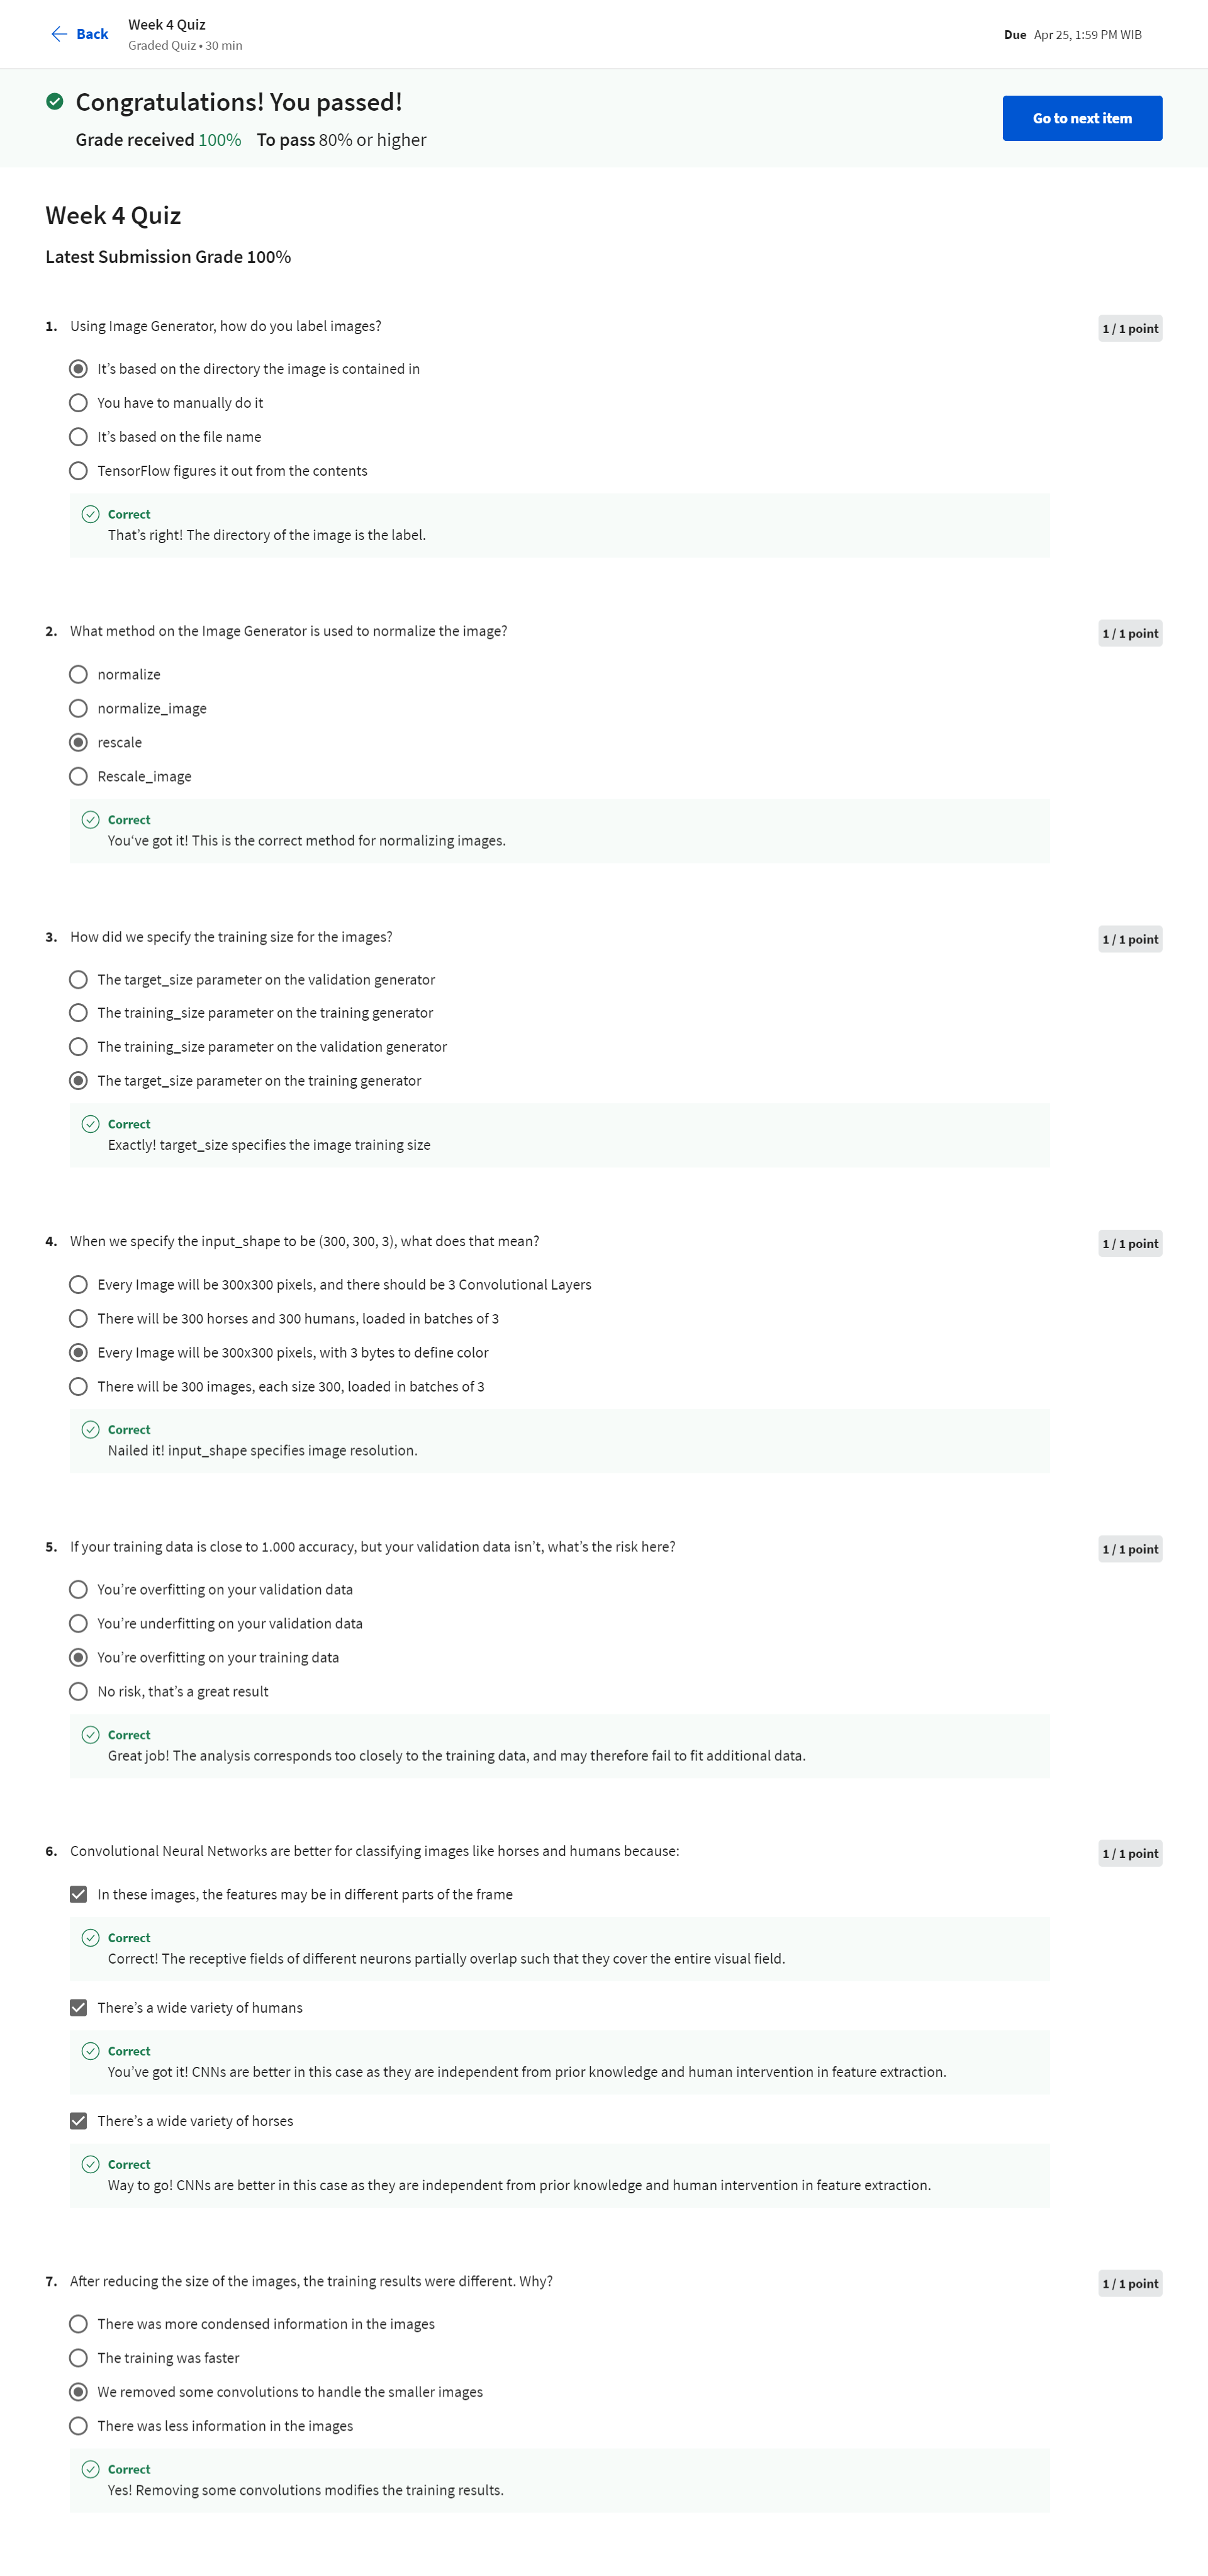 Back
Week 4 Quiz
Graded Quiz • 30 min
Due Apr 25, 1:59 PM WIB
Congratulations! You passed!
Grade received 100% To pass 80% or higher
Go to next item
Week 4 Quiz
Latest Submission Grade 100%
1. Using Image Generator, how do you label images?
1 / 1 point
It’s based on the directory the image is contained in
You have to manually do it
It’s based on the file name
TensorFlow figures it out from the contents
Correct
That’s right! The directory of the image is the label.
2. What method on the Image Generator is used to normalize the image?
1 / 1 point
normalize
normalize_image
rescale
Rescale_image
Correct
You‘ve got it! This is the correct method for normalizing images.
3. How did we specify the training size for the images?
1 / 1 point
The target_size parameter on the validation generator
The training_size parameter on the training generator
The training_size parameter on the validation generator
The target_size parameter on the training generator
Correct
Exactly! target_size specifies the image training size
4. When we specify the input_shape to be (300, 300, 3), what does that mean?
1 / 1 point
Every Image will be 300x300 pixels, and there should be 3 Convolutional Layers
There will be 300 horses and 300 humans, loaded in batches of 3
Every Image will be 300x300 pixels, with 3 bytes to define color
There will be 300 images, each size 300, loaded in batches of 3
Correct
Nailed it! input_shape specifies image resolution.
5. If your training data is close to 1.000 accuracy, but your validation data isn’t, what’s the risk here?
1 / 1 point
You’re overfitting on your validation data
You’re underfitting on your validation data
You’re overfitting on your training data
No risk, that’s a great result
Correct
Great job! The analysis corresponds too closely to the training data, and may therefore fail to fit additional data.
6. Convolutional Neural Networks are better for classifying images like horses and humans because:
1 / 1 point
In these images, the features may be in different parts of the frame
Correct
Correct! The receptive fields of different neurons partially overlap such that they cover the entire visual field.
There’s a wide variety of humans
Correct
You’ve got it! CNNs are better in this case as they are independent from prior knowledge and human intervention in feature extraction.
There’s a wide variety of horses
Correct
Way to go! CNNs are better in this case as they are independent from prior knowledge and human intervention in feature extraction.
7. After reducing the size of the images, the training results were different. Why?
1 / 1 point
There was more condensed information in the images
The training was faster
We removed some convolutions to handle the smaller images
There was less information in the images
Correct
Yes! Removing some convolutions modifies the training results.